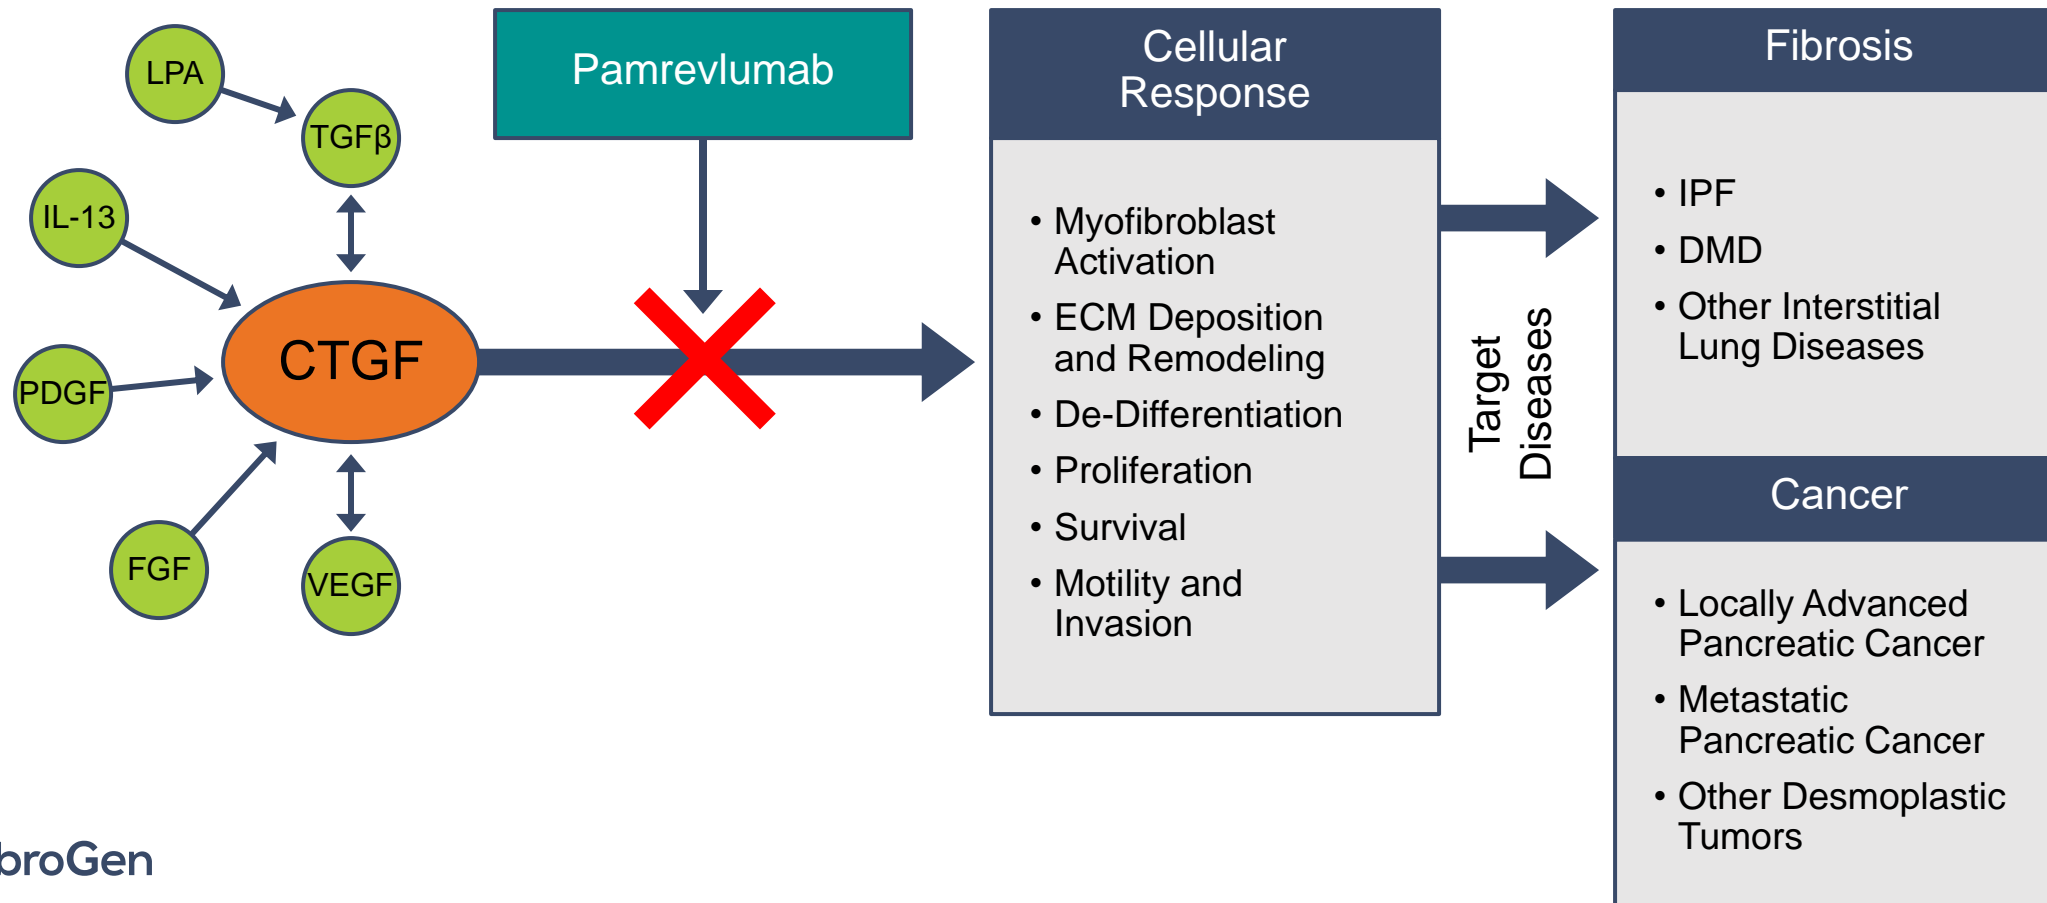 LPA
TGFβ
IL-13
PDGF
FGF
VEGF
CTGF
Pamrevlumab
Cellular
Response
• Myofibroblast
Activation
• ECM Deposition
and Remodeling
• De-Differentiation
• Proliferation
• Survival
• Motility and
Invasion
Target
Diseases
Fibrosis
• IPF
• DMD
• Other Interstitial
Lung Diseases
Cancer
• Locally Advanced
Pancreatic Cancer
• Metastatic
Pancreatic Cancer
• Other Desmoplastic
Tumors
broGen